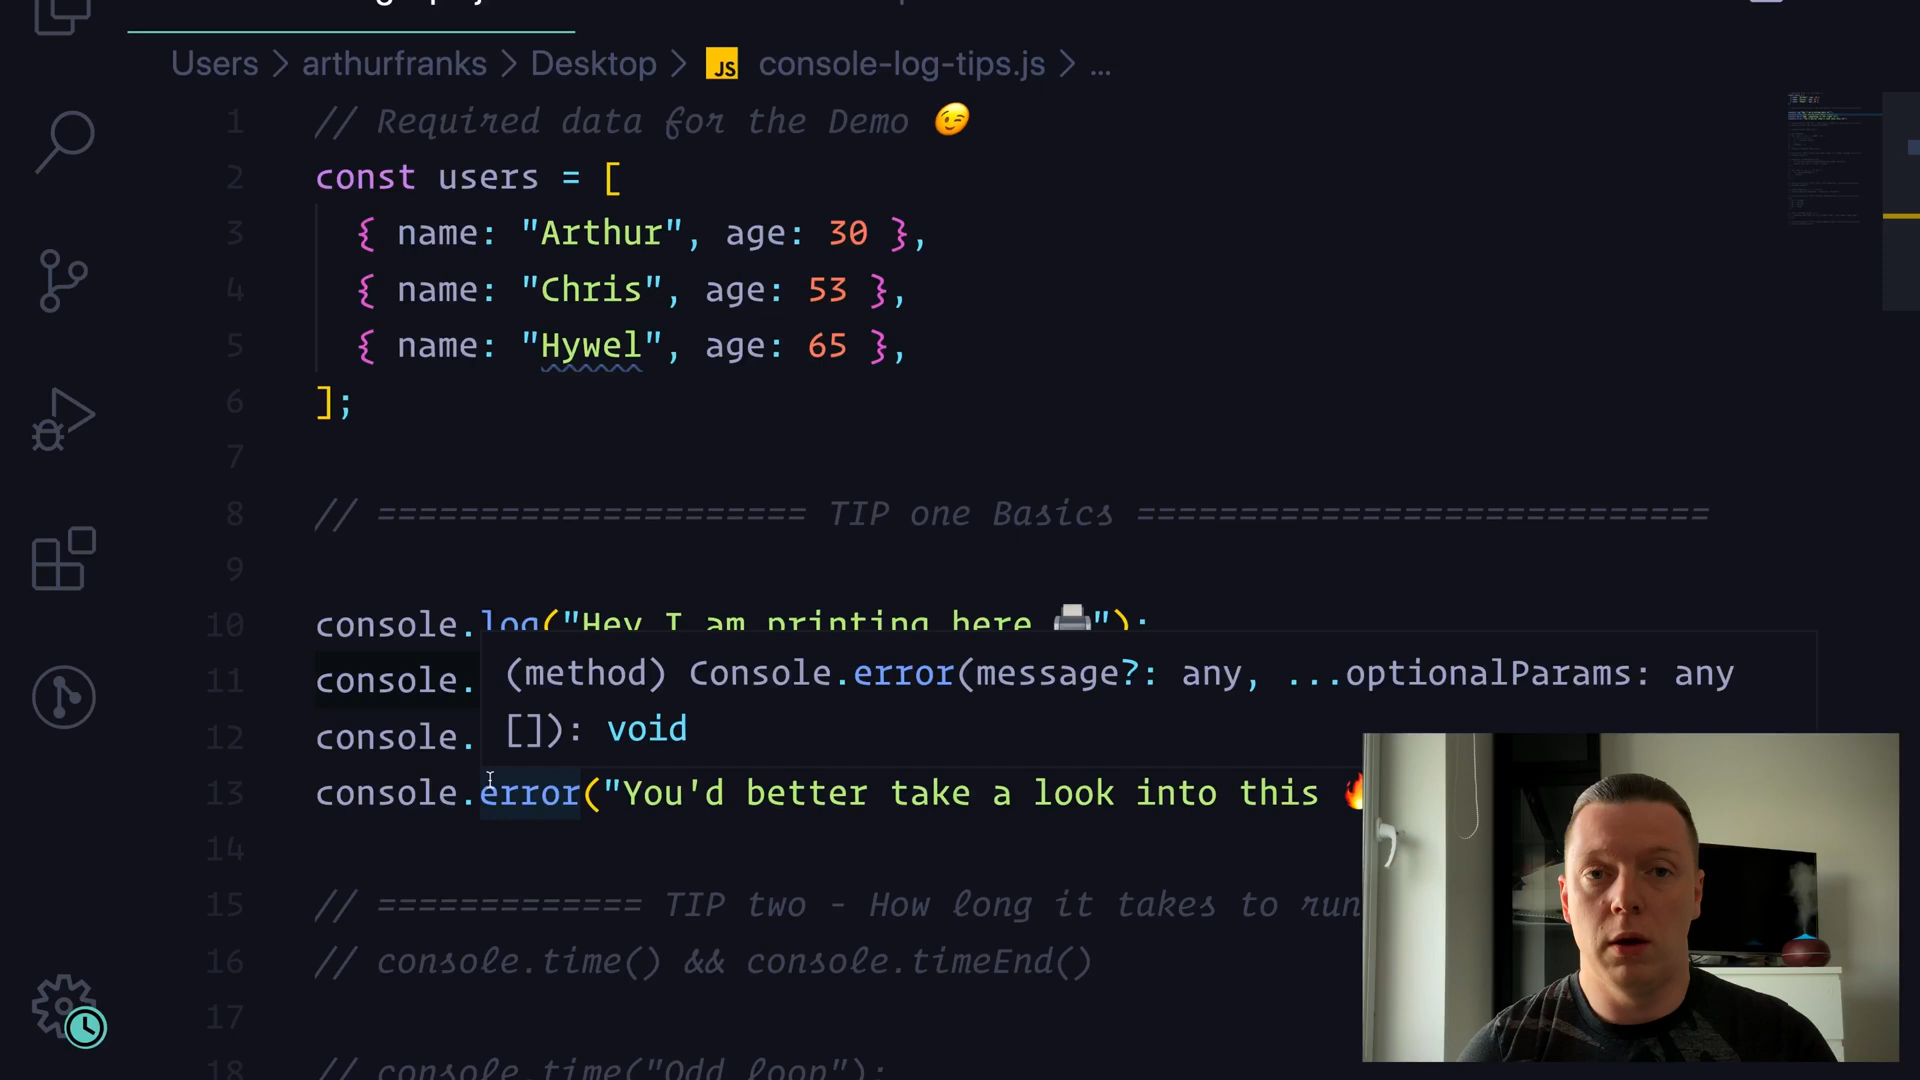 Users > arthurfranks > Desktop > JS console-log-tips.js > ...
1 // Required data for the Demo 😉
2 const users = [
3 { name: "Arthur", age: 30 },
4 { name: "Chris", age: 53 },
5 { name: "Hywel", age: 65 },
6 ];
7
8 // ===================== TIP one Basics ============================
9
10 console.log("Hey I am printing here 🖨️");
(method) Console.error(message?: any, ...optionalParams: any
11 console.
[]): void
12 console.
13 console.error("You'd better take a look into this 🔥
14
15 // ============= TIP two - How long it takes to run
16 // console.time() && console.timeEnd()
17
18 // console.time("Odd loop");